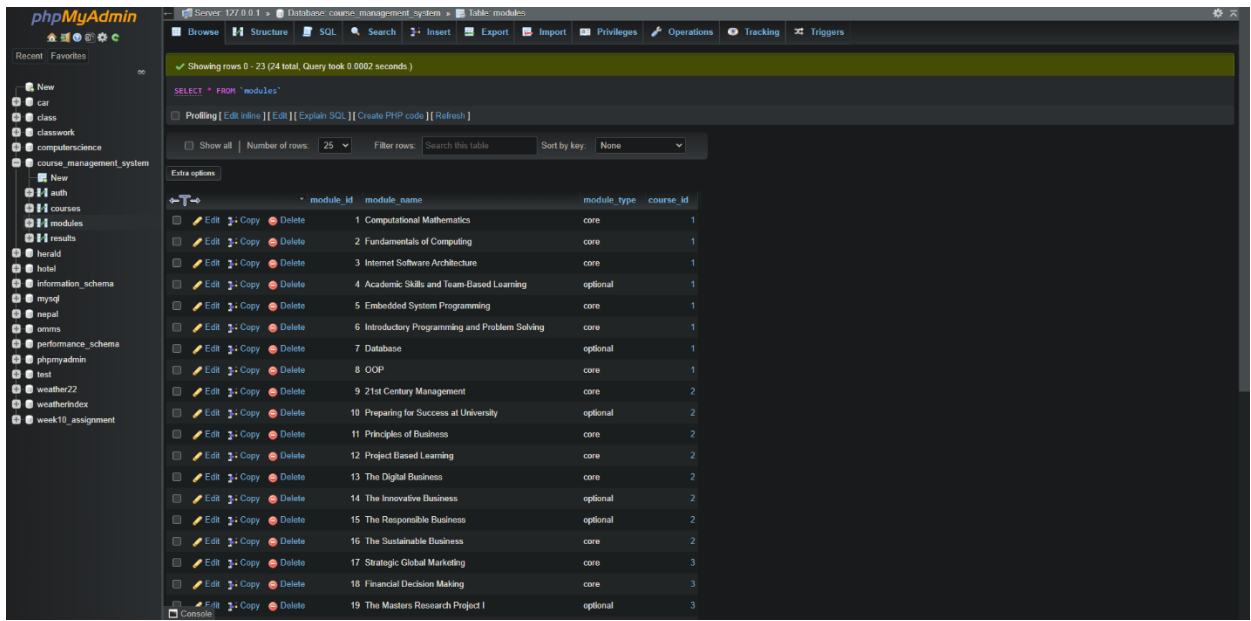 phpMyAdmin
Recent Favorites
New
car
class
classwork
computerscience
course_management_system
New
auth
courses
modules
results
herald
hotel
information_schema
mysql
nepal
omms
performance_schema
phpmyadmin
test
weather22
weatherindex
week10_assignment
Server: 127.0.0.1 » Database: course_management_system » Table: modules
Browse Structure SQL Search Insert Export Import Privileges Operations Tracking Triggers
Showing rows 0 - 23 (24 total, Query took 0.0002 seconds.)
SELECT * FROM `modules`
Profiling [ Edit inline ] [ Edit ] [ Explain SQL ] [ Create PHP code ] [ Refresh ]
Show all | Number of rows: 25 Filter rows: Search this table Sort by key: None
Extra options
module_id module_name module_type course_id
Edit Copy Delete 1 Computational Mathematics core 1
Edit Copy Delete 2 Fundamentals of Computing core 1
Edit Copy Delete 3 Internet Software Architecture core 1
Edit Copy Delete 4 Academic Skills and Team-Based Learning optional 1
Edit Copy Delete 5 Embedded System Programming core 1
Edit Copy Delete 6 Introductory Programming and Problem Solving core 1
Edit Copy Delete 7 Database optional 1
Edit Copy Delete 8 OOP core 1
Edit Copy Delete 9 21st Century Management core 2
Edit Copy Delete 10 Preparing for Success at University optional 2
Edit Copy Delete 11 Principles of Business core 2
Edit Copy Delete 12 Project Based Learning core 2
Edit Copy Delete 13 The Digital Business core 2
Edit Copy Delete 14 The Innovative Business optional 2
Edit Copy Delete 15 The Responsible Business optional 2
Edit Copy Delete 16 The Sustainable Business core 2
Edit Copy Delete 17 Strategic Global Marketing core 3
Edit Copy Delete 18 Financial Decision Making core 3
Edit Copy Delete 19 The Masters Research Project I optional 3
Console